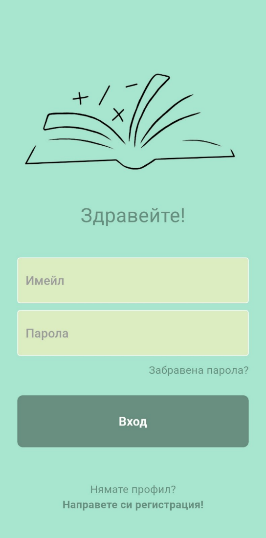 Здравейте!
Имейл
Парола
Забравена парола?
Вход
Нямате профил?
Направете си регистрация!